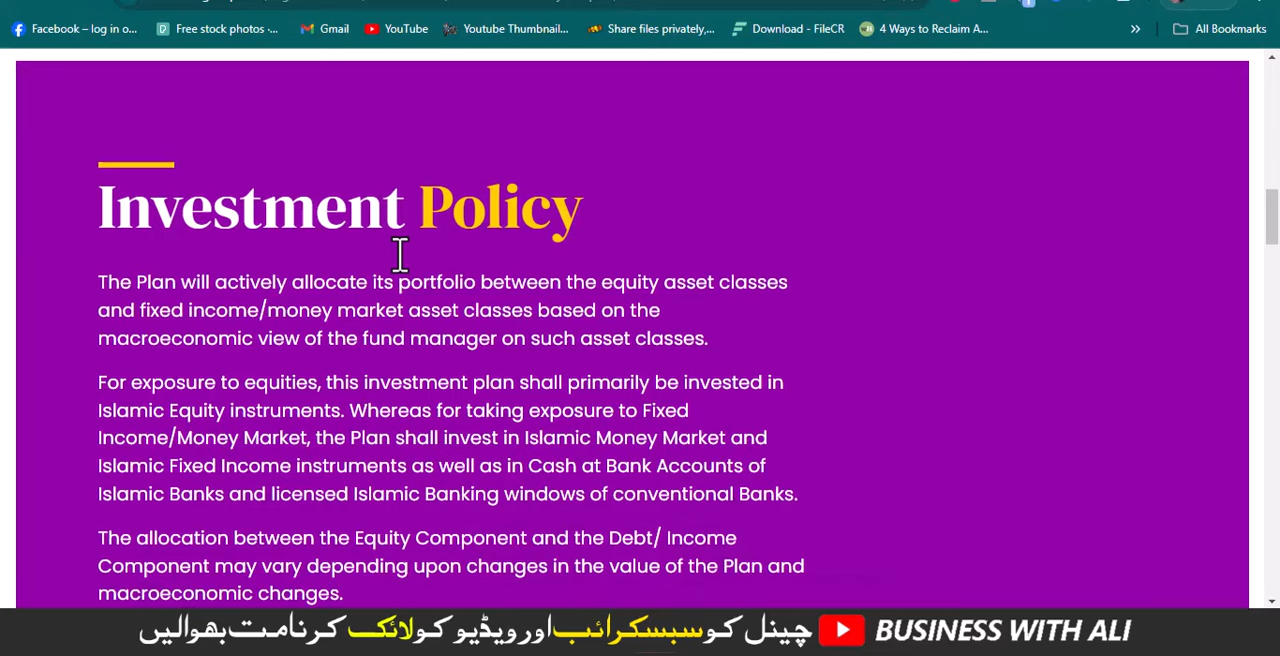 Facebook – log in o...
Free stock photos ·...
Gmail
YouTube
Youtube Thumbnail...
Share files privately,...
Download - FileCR
4 Ways to Reclaim A...
»
All Bookmarks
Investment Policy
The Plan will actively allocate its portfolio between the equity asset classes
and fixed income/money market asset classes based on the
macroeconomic view of the fund manager on such asset classes.
For exposure to equities, this investment plan shall primarily be invested in
Islamic Equity instruments. Whereas for taking exposure to Fixed
Income/Money Market, the Plan shall invest in Islamic Money Market and
Islamic Fixed Income instruments as well as in Cash at Bank Accounts of
Islamic Banks and licensed Islamic Banking windows of conventional Banks.
The allocation between the Equity Component and the Debt/ Income
Component may vary depending upon changes in the value of the Plan and
macroeconomic changes.
چینل کو سبسکرائب اور ویڈیو کو لائک کرنا مت بھوالیں
BUSINESS WITH ALI